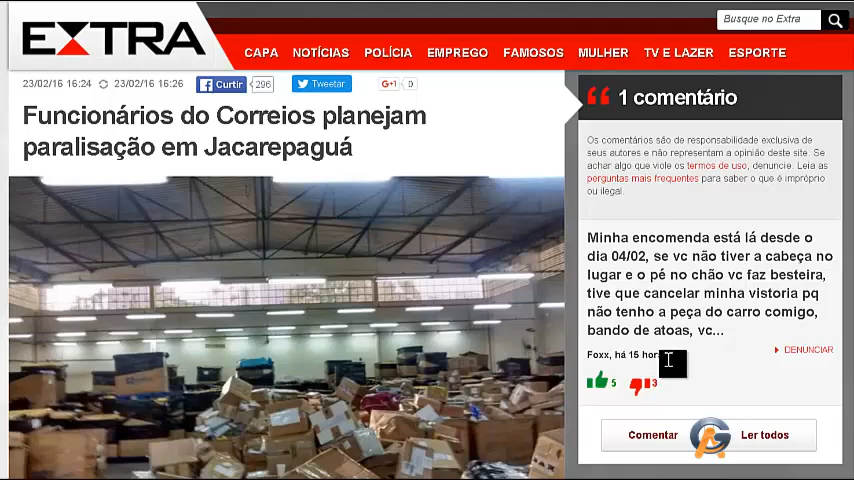 EXTRA
Busque no Extra
CAPA NOTÍCIAS POLÍCIA EMPREGO FAMOSOS MULHER TV E LAZER ESPORTE
23/02/16 16:24 23/02/16 16:26 Curtir 296 Tweetar G+1 0
Funcionários do Correios planejam
paralisação em Jacarepaguá
1 comentário
Os comentários são de responsabilidade exclusiva de
seus autores e não representam a opinião deste site. Se
achar algo que viole os termos de uso, denuncie. Leia as
perguntas mais frequentes para saber o que é impróprio
ou ilegal.
Minha encomenda está lá desde o
dia 04/02, se vc não tiver a cabeça no
lugar e o pé no chão vc faz besteira,
tive que cancelar minha vistoria pq
não tenho a peça do carro comigo,
bando de atoas, vc...
DENUNCIAR
Foxx, há 15
5 3
Comentar Ler todos